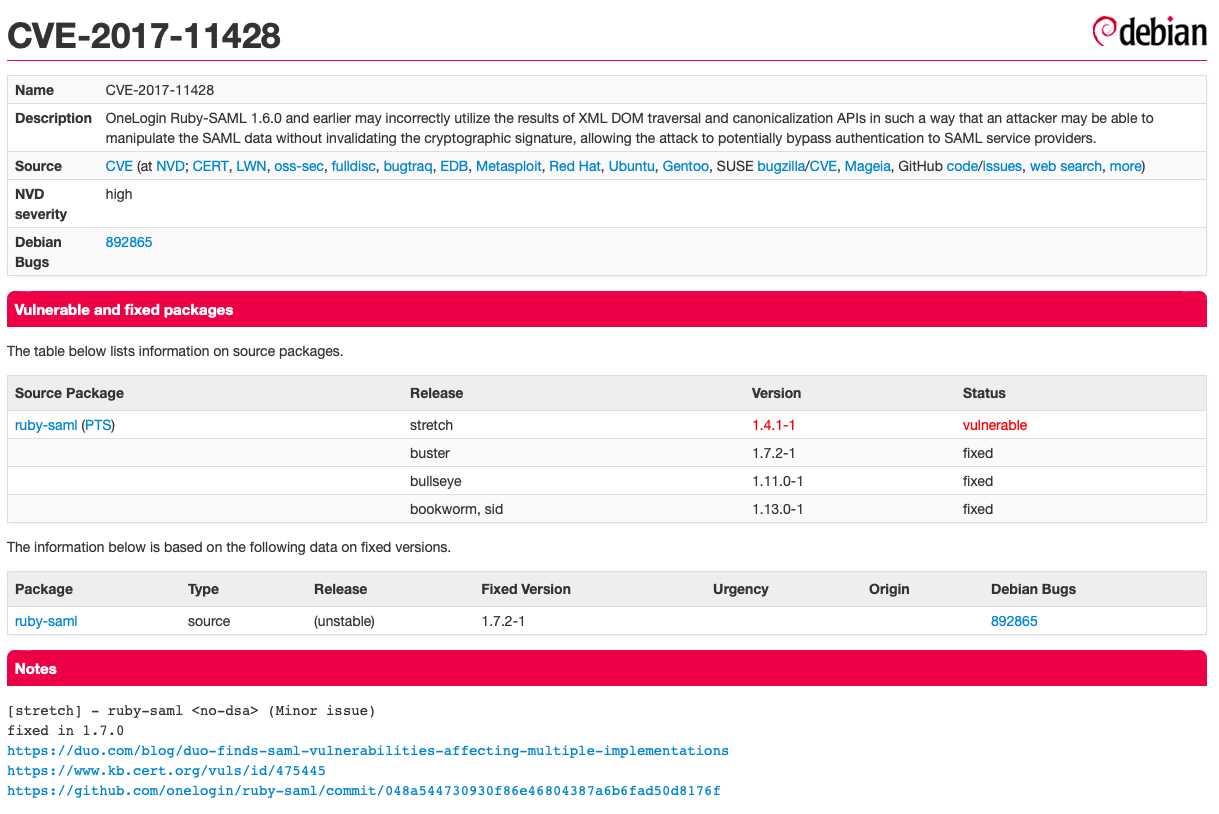 CVE-2017-11428
debian
Name CVE-2017-11428
Description OneLogin Ruby-SAML 1.6.0 and earlier may incorrectly utilize the results of XML DOM traversal and canonicalization APIs in such a way that an attacker may be able to
manipulate the SAML data without invalidating the cryptographic signature, allowing the attack to potentially bypass authentication to SAML service providers.
Source CVE (at NVD; CERT, LWN, oss-sec, fulldisc, bugtraq, EDB, Metasploit, Red Hat, Ubuntu, Gentoo, SUSE bugzilla/CVE, Mageia, GitHub code/issues, web search, more)
NVD high
severity
Debian 892865
Bugs
Vulnerable and fixed packages
The table below lists information on source packages.
Source Package Release Version Status
ruby-saml (PTS) stretch 1.4.1-1 vulnerable
buster 1.7.2-1 fixed
bullseye 1.11.0-1 fixed
bookworm, sid 1.13.0-1 fixed
The information below is based on the following data on fixed versions.
Package Type Release Fixed Version Urgency Origin Debian Bugs
ruby-saml source (unstable) 1.7.2-1 892865
Notes
[stretch] - ruby-saml <no-dsa> (Minor issue)
fixed in 1.7.0
https://duo.com/blog/duo-finds-saml-vulnerabilities-affecting-multiple-implementations
https://www.kb.cert.org/vuls/id/475445
https://github.com/onelogin/ruby-saml/commit/048a544730930f86e46804387a6b6fad50d8176f